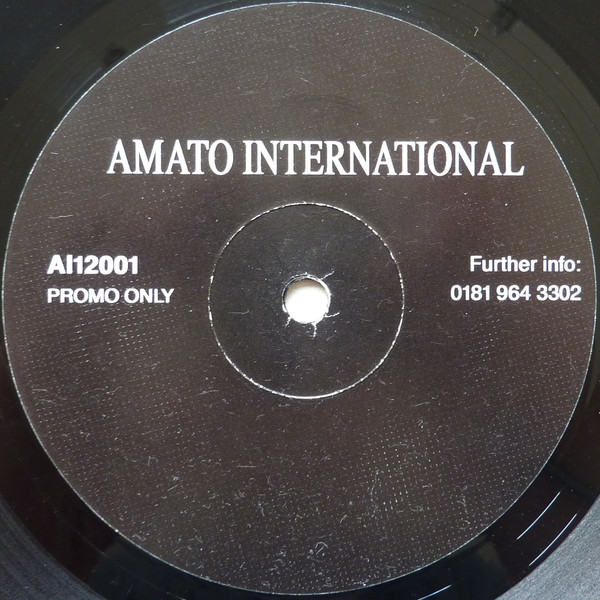 AMATO INTERNATIONAL
AI12001
PROMO ONLY
Further info:
0181 964 3302